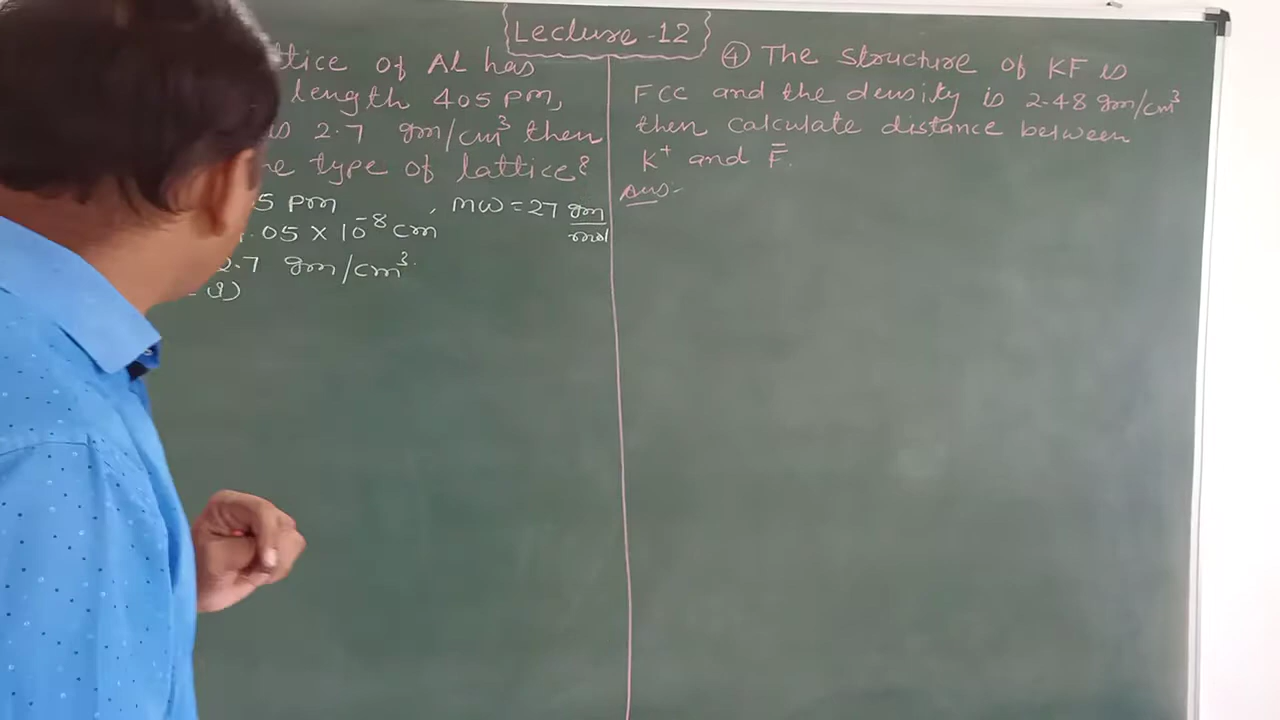 Lecture-12
ttice of Al has
length 405 pm,
is 2.7 gm/cm³ then
type of lattice?
5 pm , mw = 27 gm/mol
.05 × 10⁻⁸ cm
2.7 gm/cm³.
④ The structure of KF is
FCC and the density is 2.48 gm/cm³
then calculate distance between
K⁺ and F⁻.
Ans:-